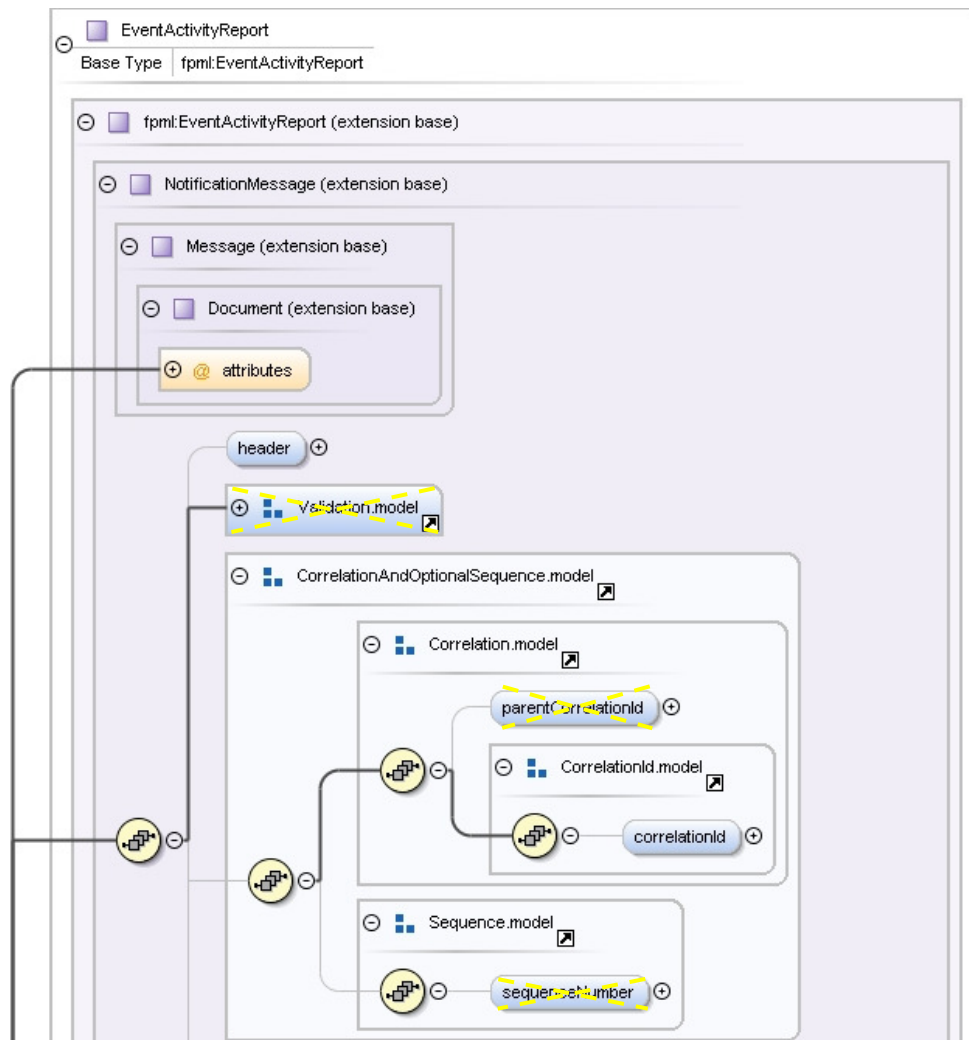 EventActivityReport
Base Type fpml:EventActivityReport
fpml:EventActivityReport (extension base)
NotificationMessage (extension base)
Message (extension base)
Document (extension base)
@ attributes
header
Validation.model
CorrelationAndOptionalSequence.model
Correlation.model
parentCorrelationId
CorrelationId.model
correlationId
Sequence.model
sequenceNumber